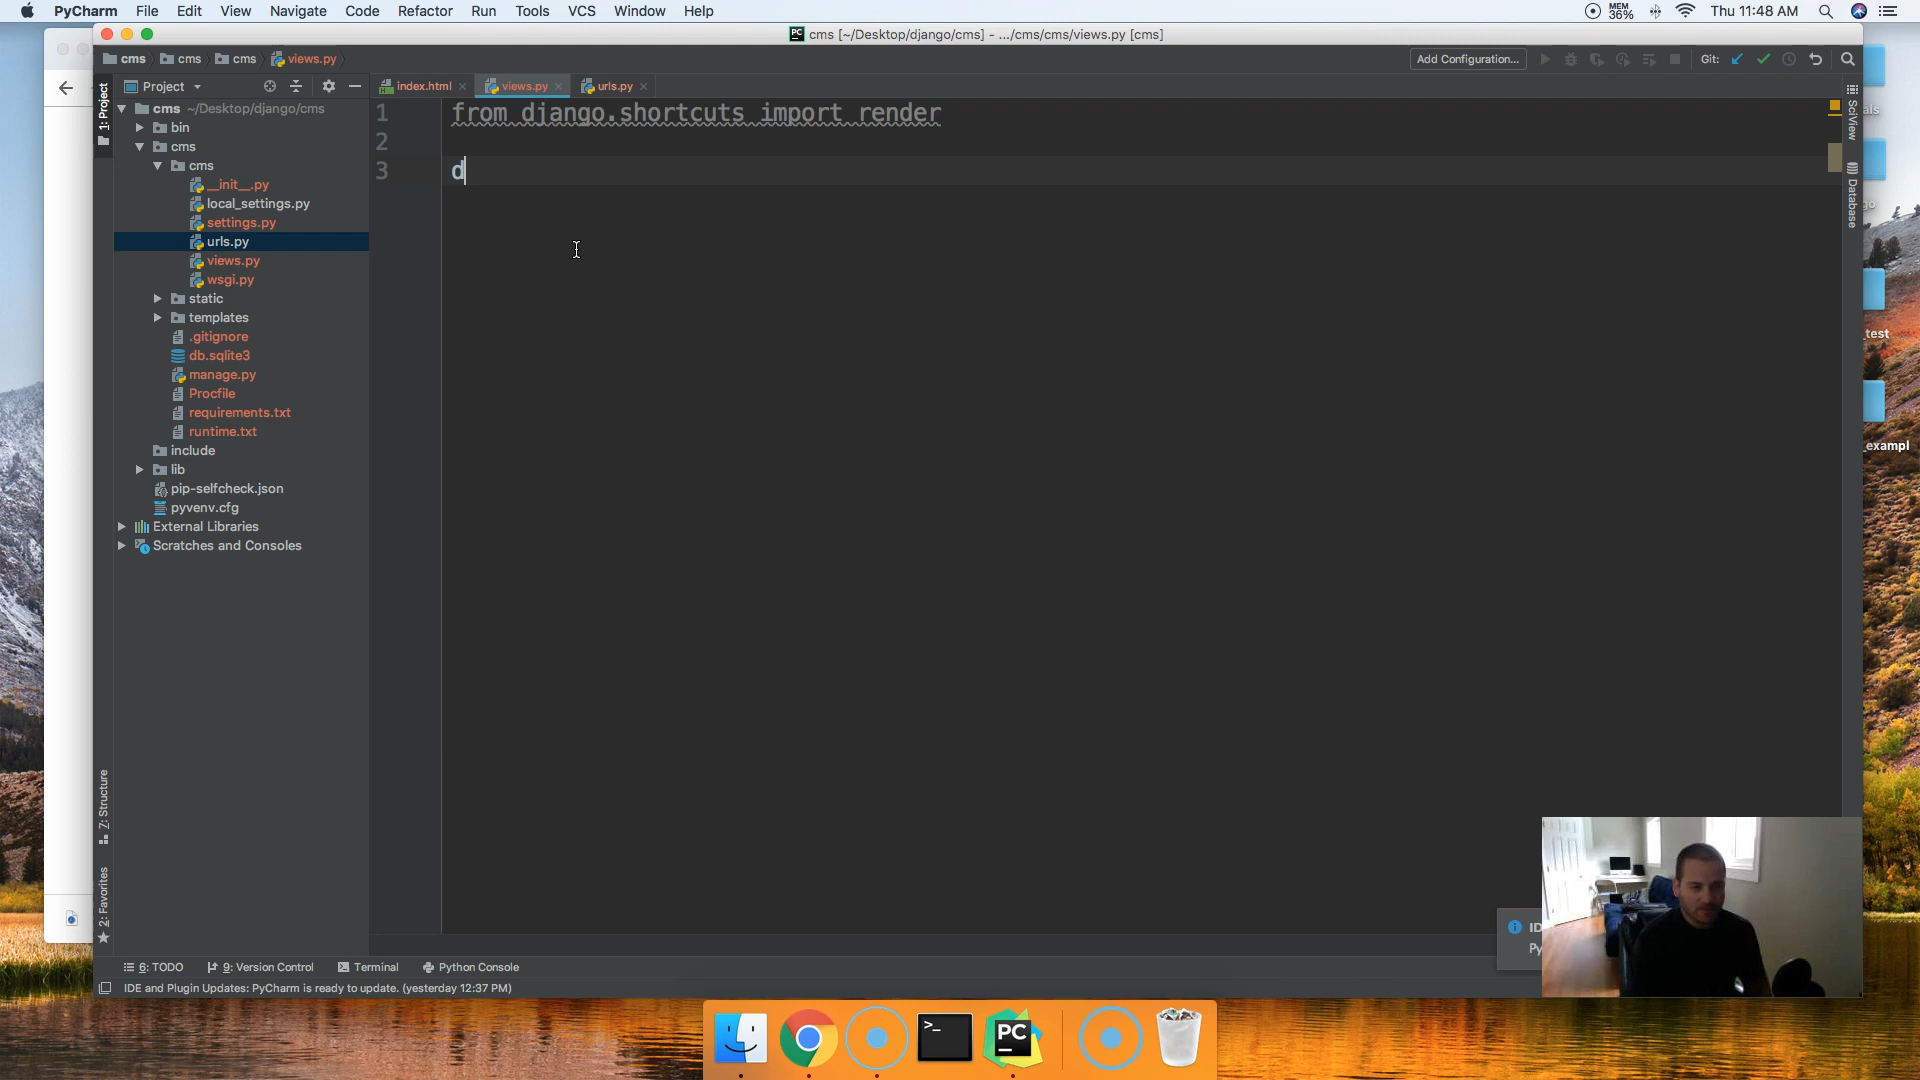 PyCharm File Edit View Navigate Code Refactor Run Tools VCS Window Help
MEM 36% Thu 11:48 AM
cms [~/Desktop/django/cms] - .../cms/cms/views.py [cms]
cms cms cms views.py
Add Configuration... Git:
Project
index.html views.py urls.py
1: Project
cms ~/Desktop/django/cms
bin
cms
cms
__init__.py
local_settings.py
settings.py
urls.py
views.py
wsgi.py
static
templates
.gitignore
db.sqlite3
manage.py
Procfile
requirements.txt
runtime.txt
include
lib
pip-selfcheck.json
pyvenv.cfg
External Libraries
Scratches and Consoles
1 from django.shortcuts import render
2
3 d
SciView
Database
_test
_exampl
Z: Structure
2: Favorites
6: TODO 9: Version Control Terminal Python Console
IDE and Plugin Updates: PyCharm is ready to update. (yesterday 12:37 PM)
>_
PC